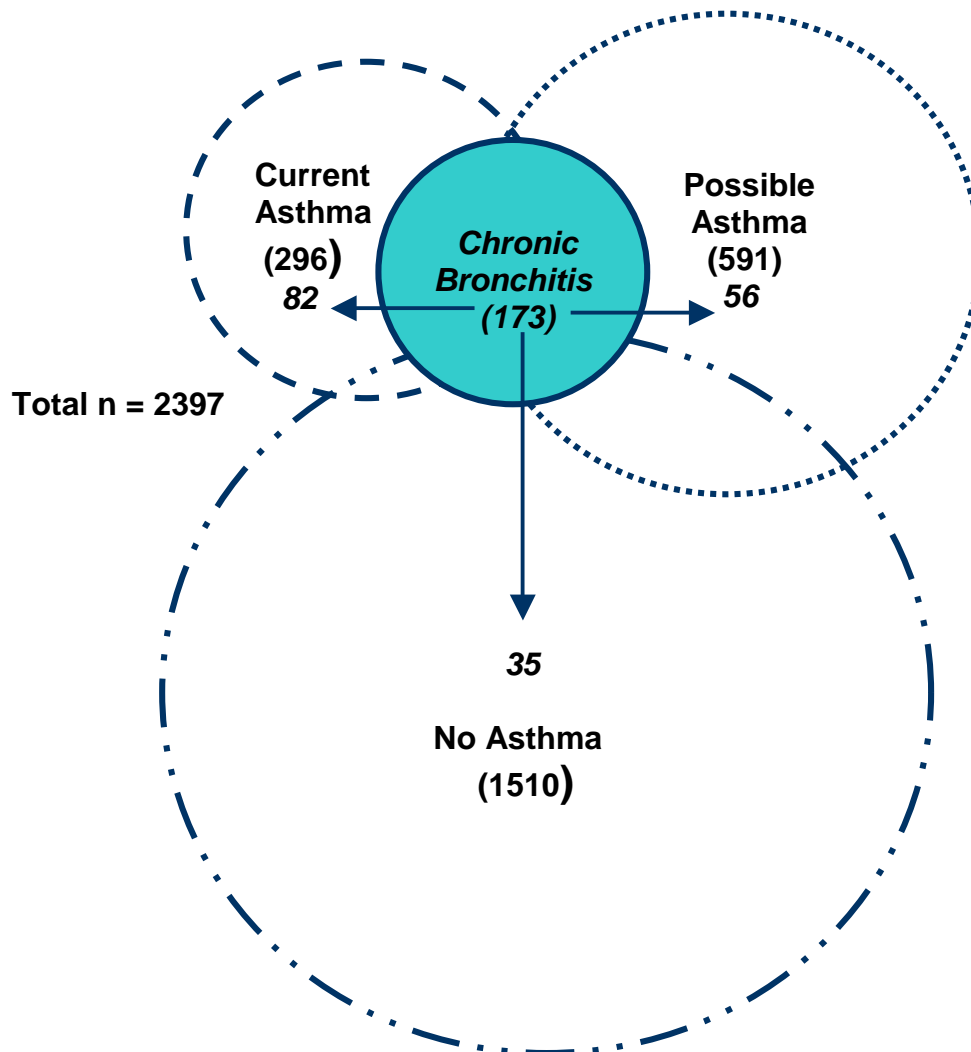 Current
Asthma
(296)
82
Chronic
Bronchitis
(173)
Possible
Asthma
(591)
56
Total n = 2397
35
No Asthma
(1510)